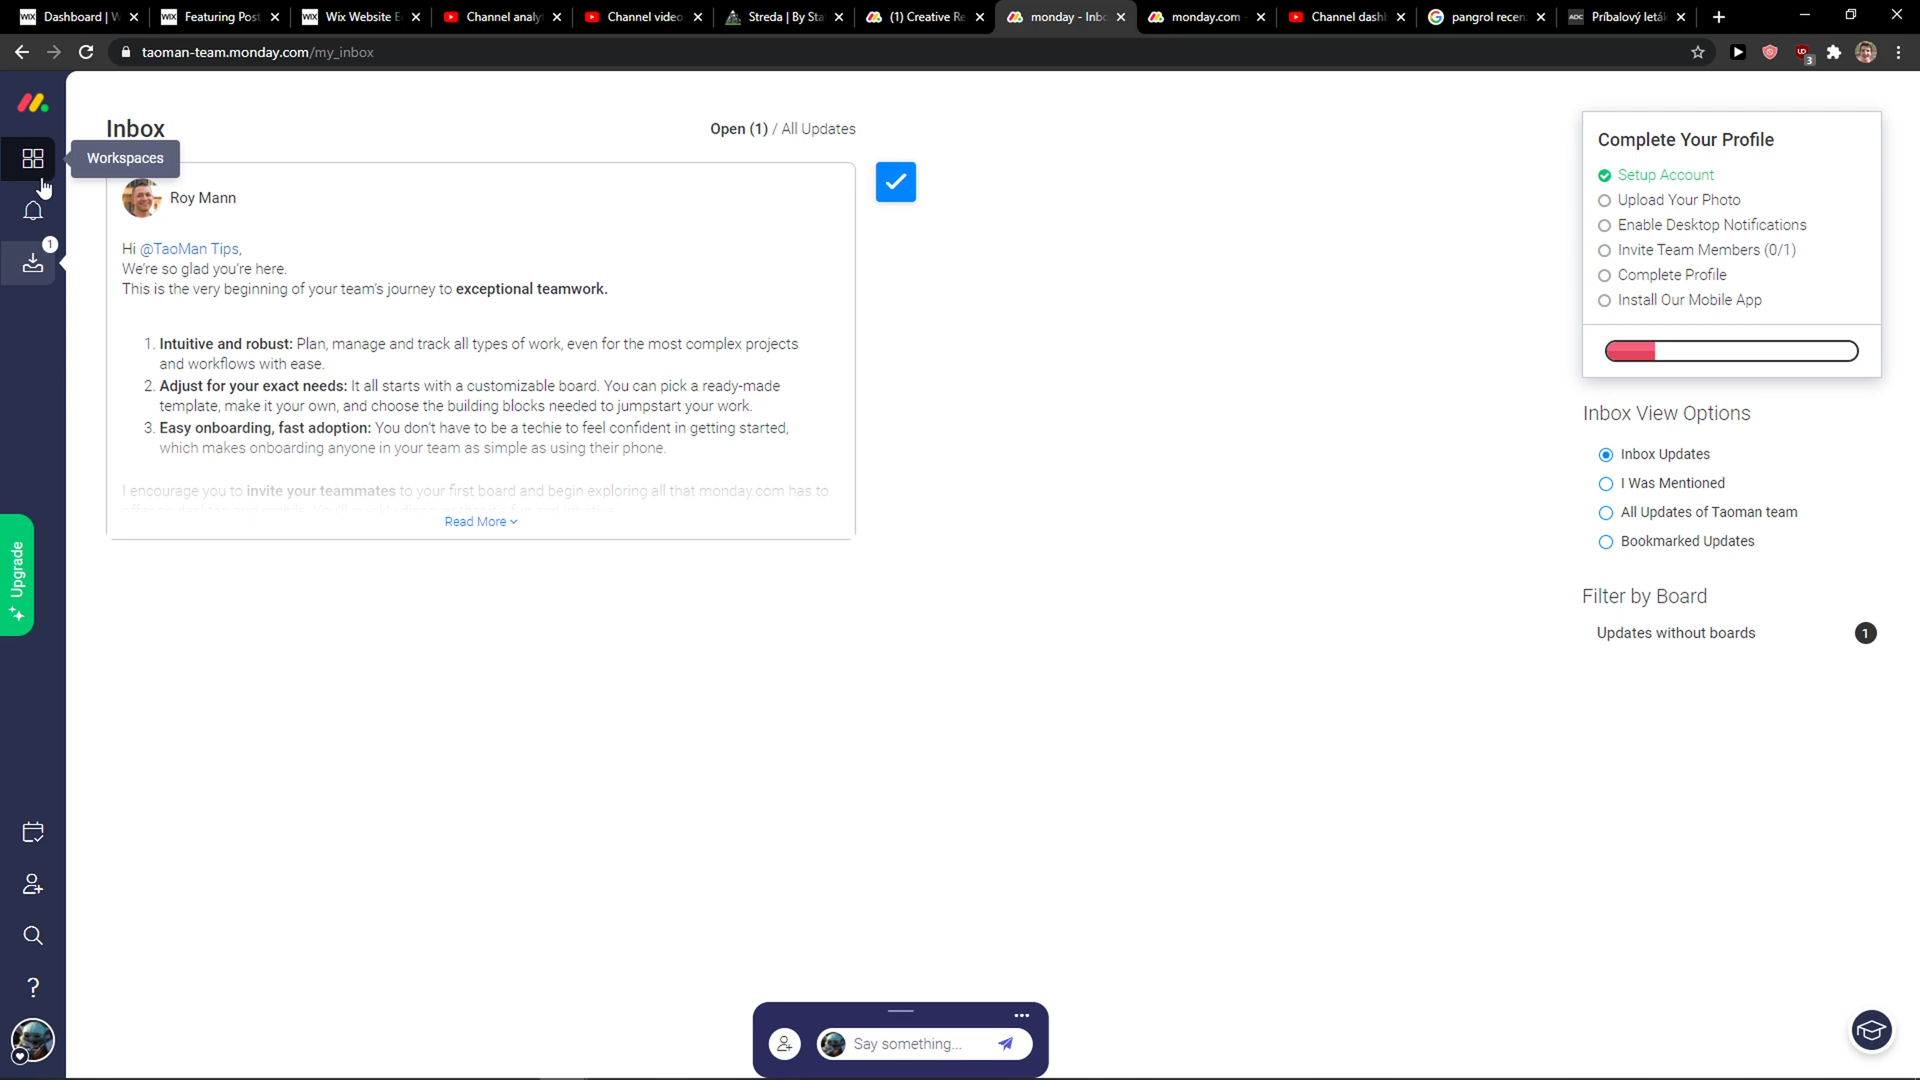 Dashboard | W
Featuring Post
Wix Website E
Channel analyt
Channel video
Streda | By Sta
(1) Creative Re
monday - Inbo
monday.com
Channel dashb
pangrol recen
Príbalový leták
taoman-team.monday.com/my_inbox
3
Inbox
Open (1) / All Updates
Workspaces
Roy Mann
1
Hi @TaoMan Tips,
We're so glad you're here.
This is the very beginning of your team's journey to exceptional teamwork.
1. Intuitive and robust: Plan, manage and track all types of work, even for the most complex projects
and workflows with ease.
2. Adjust for your exact needs: It all starts with a customizable board. You can pick a ready-made
template, make it your own, and choose the building blocks needed to jumpstart your work.
3. Easy onboarding, fast adoption: You don't have to be a techie to feel confident in getting started,
which makes onboarding anyone in your team as simple as using their phone.
I encourage you to invite your teammates to your first board and begin exploring all that monday.com has to
Read More
Upgrade
?
Complete Your Profile
Setup Account
Upload Your Photo
Enable Desktop Notifications
Invite Team Members (0/1)
Complete Profile
Install Our Mobile App
Inbox View Options
Inbox Updates
I Was Mentioned
All Updates of Taoman team
Bookmarked Updates
Filter by Board
Updates without boards 1
Say something...